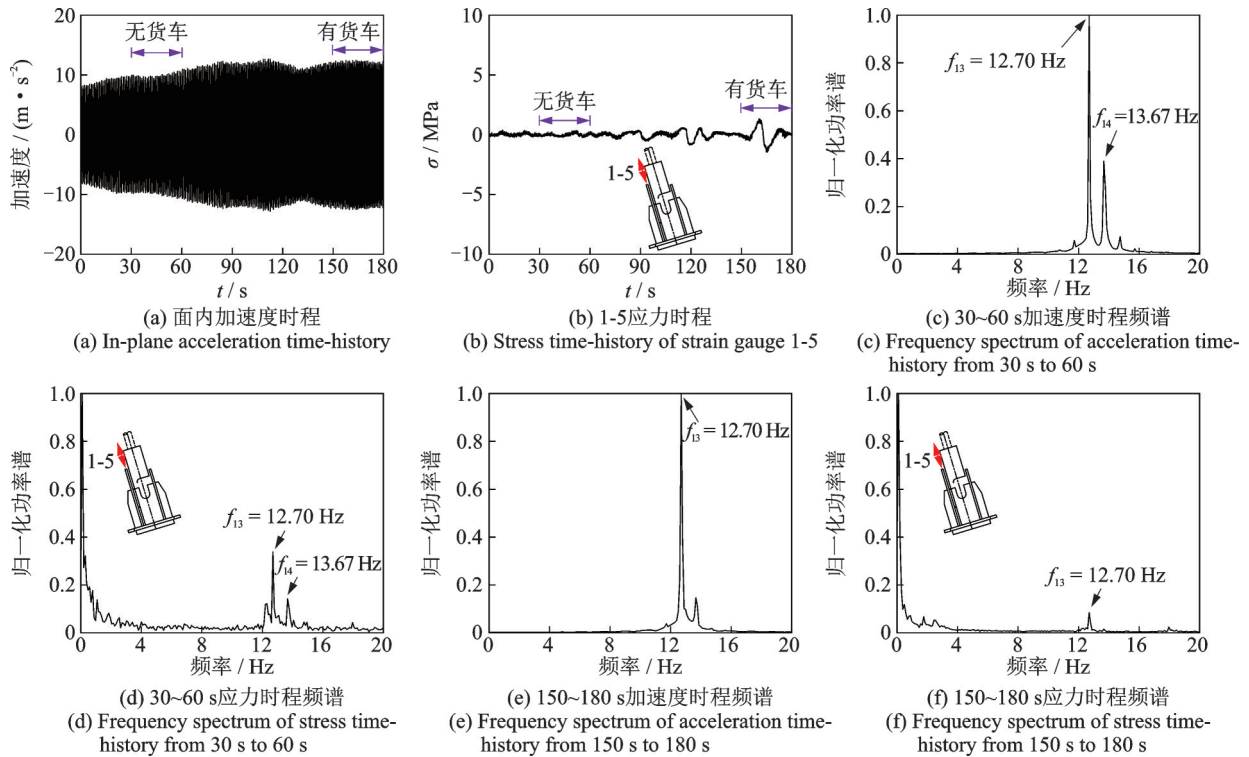 20
10
0
−10
−20
加速度 / (m·s⁻²)
无货车
有货车
0 30 60 90 120 150 180
t / s
(a) 面内加速度时程
(a) In-plane acceleration time-history
10
5
0
−5
−10
σ / MPa
无货车
有货车
1-5
0 30 60 90 120 150 180
t / s
(b) 1-5应力时程
(b) Stress time-history of strain gauge 1-5
1.0
0.8
0.6
0.4
0.2
0
归一化功率谱
f13 = 12.70 Hz
f14 =13.67 Hz
0 4 8 12 16 20
频率 / Hz
(c) 30~60 s加速度时程频谱
(c) Frequency spectrum of acceleration time-
history from 30 s to 60 s
1.0
0.8
0.6
0.4
0.2
0
归一化功率谱
1-5
f13 = 12.70 Hz
f14 = 13.67 Hz
0 4 8 12 16 20
频率 / Hz
(d) 30~60 s应力时程频谱
(d) Frequency spectrum of stress time-
history from 30 s to 60 s
1.0
0.8
0.6
0.4
0.2
0
归一化功率谱
f13 =12.70 Hz
0 4 8 12 16 20
频率 / Hz
(e) 150~180 s加速度时程频谱
(e) Frequency spectrum of acceleration time-
history from 150 s to 180 s
1.0
0.8
0.6
0.4
0.2
0
归一化功率谱
1-5
f13 = 12.70 Hz
0 4 8 12 16 20
频率 / Hz
(f) 150~180 s应力时程频谱
(f) Frequency spectrum of stress time-
history from 150 s to 180 s